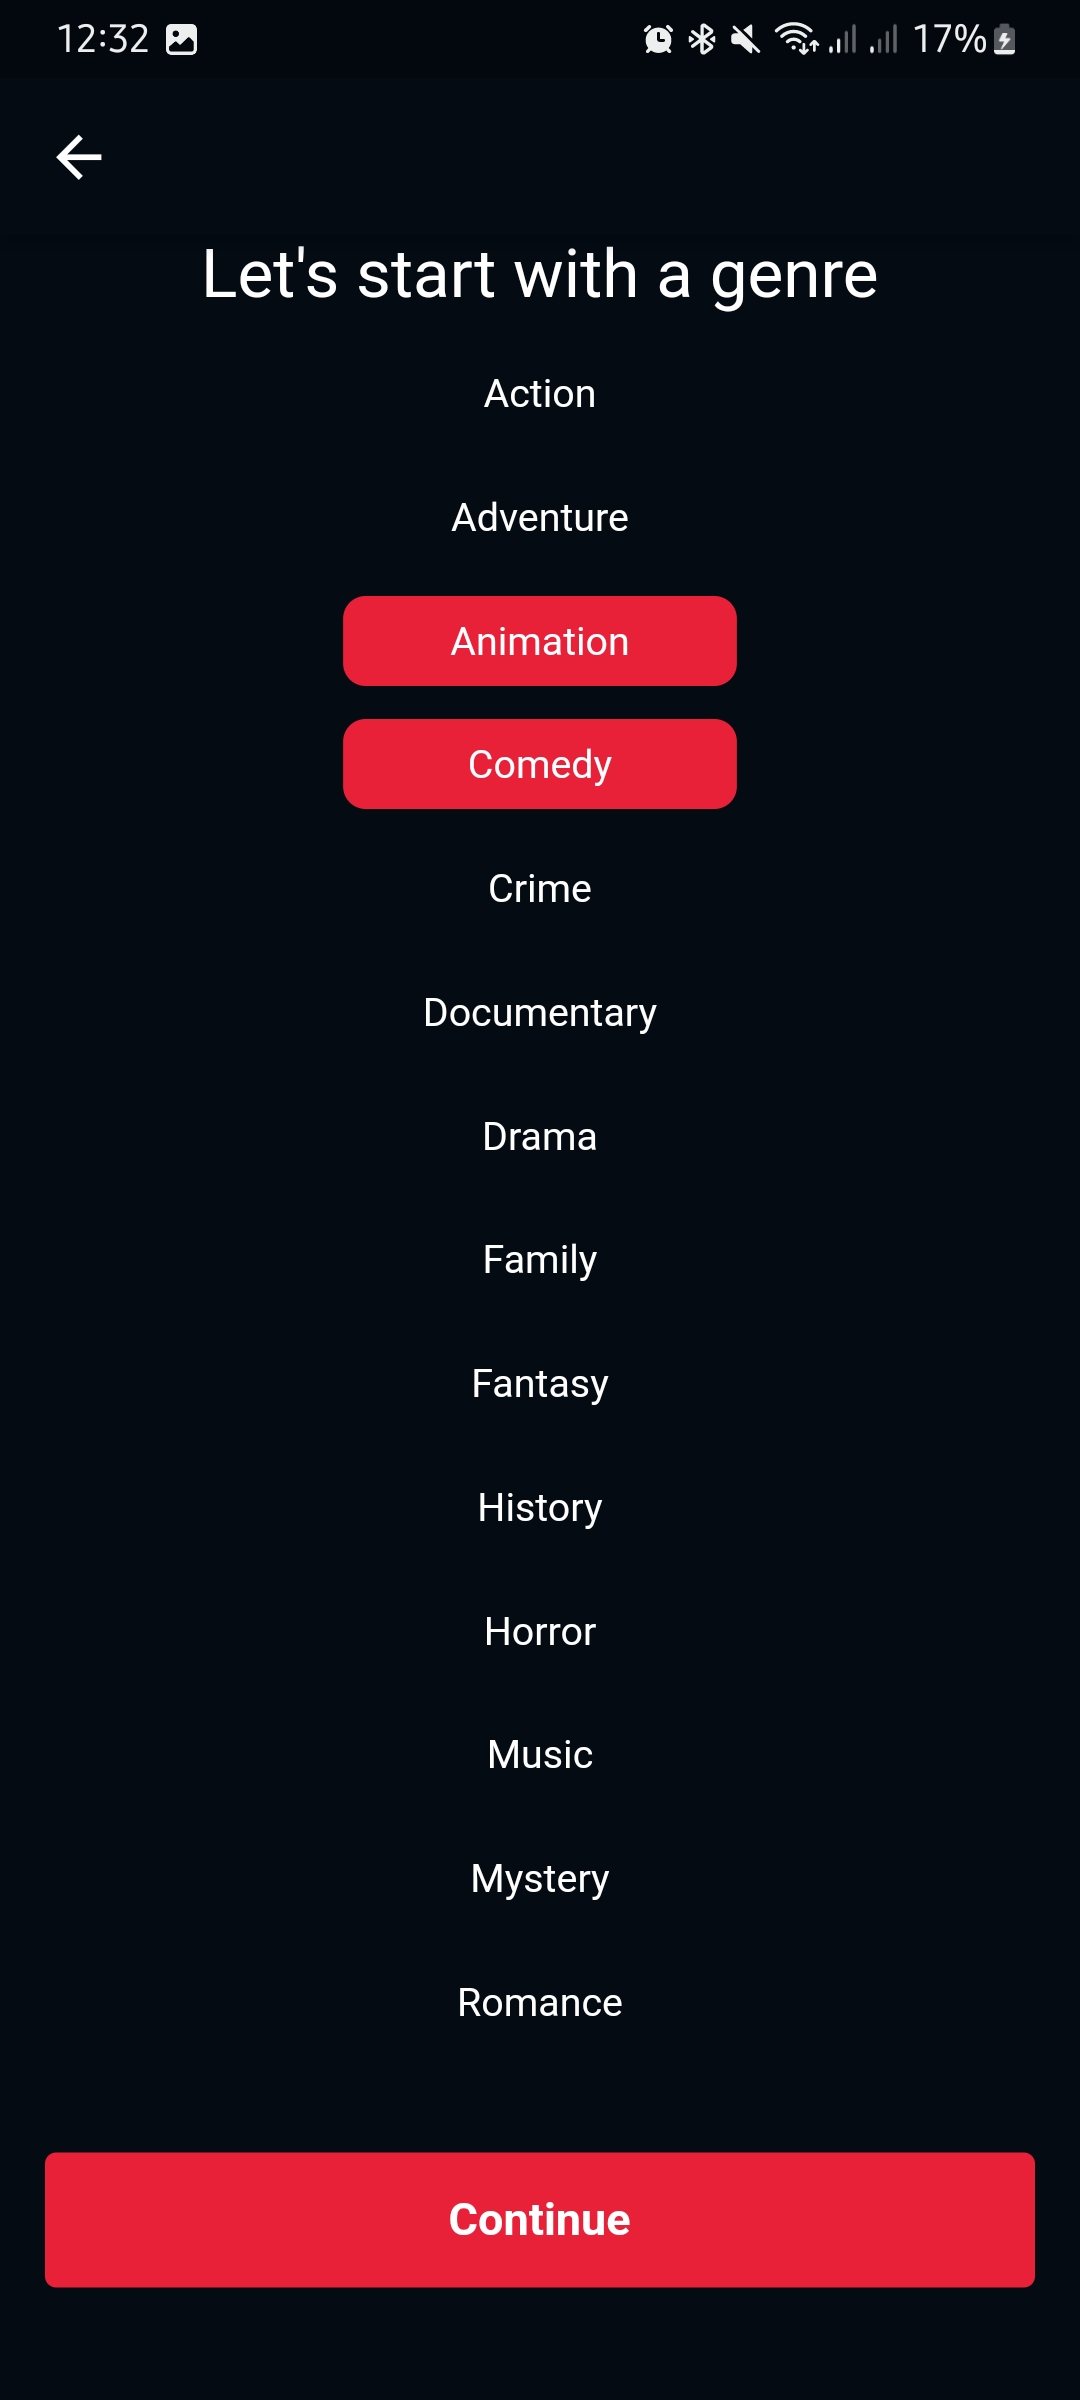 12:32 17%
Let's start with a genre
Action
Adventure
Animation
Comedy
Crime
Documentary
Drama
Family
Fantasy
History
Horror
Music
Mystery
Romance
Continue